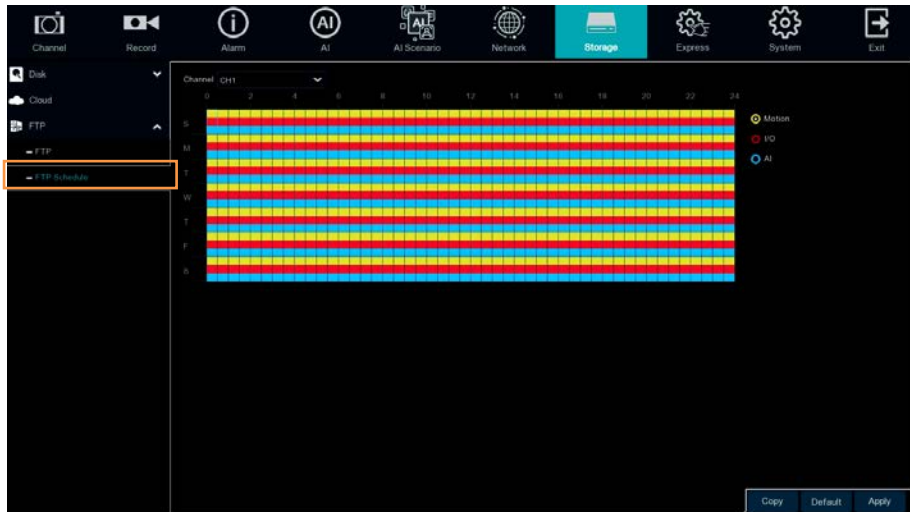 Channel Record Alarm AI AI Scenario Network Storage Express System Exit
Disk
Cloud
FTP
FTP
FTP Schedule
Channel CH1
0 2 4 6 8 10 12 14 16 18 20 22 24
S
M
T
W
T
F
S
Motion
I/O
AI
Copy Default Apply